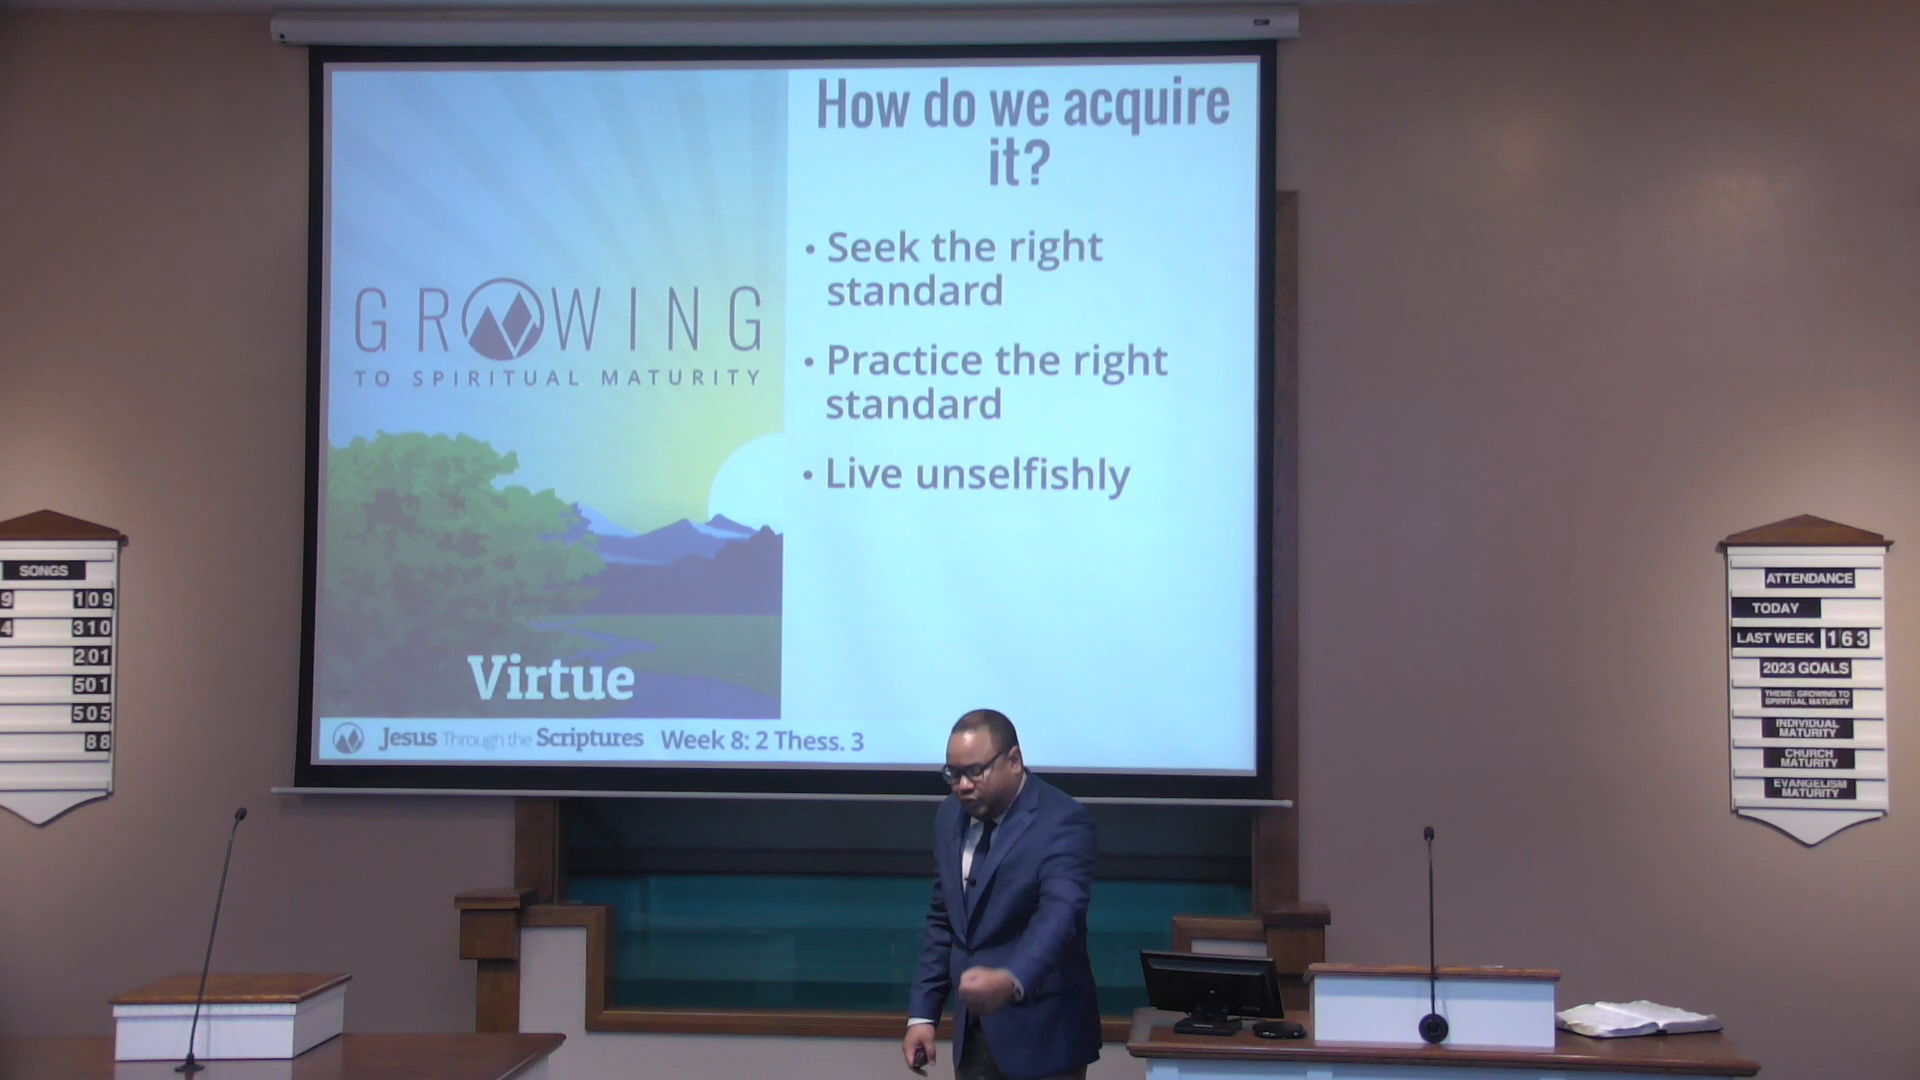 How do we acquire
it?
• Seek the right
standard
• Practice the right
standard
• Live unselfishly
GROWING
TO SPIRITUAL MATURITY
Virtue
Jesus Through the Scriptures Week 8: 2 Thess. 3
SONGS
9 109
4 310
201
501
505
88
ATTENDANCE
TODAY
LAST WEEK 163
2023 GOALS
THEME: GROWING TO
SPIRITUAL MATURITY
INDIVIDUAL
MATURITY
CHURCH
MATURITY
EVANGELISM
MATURITY